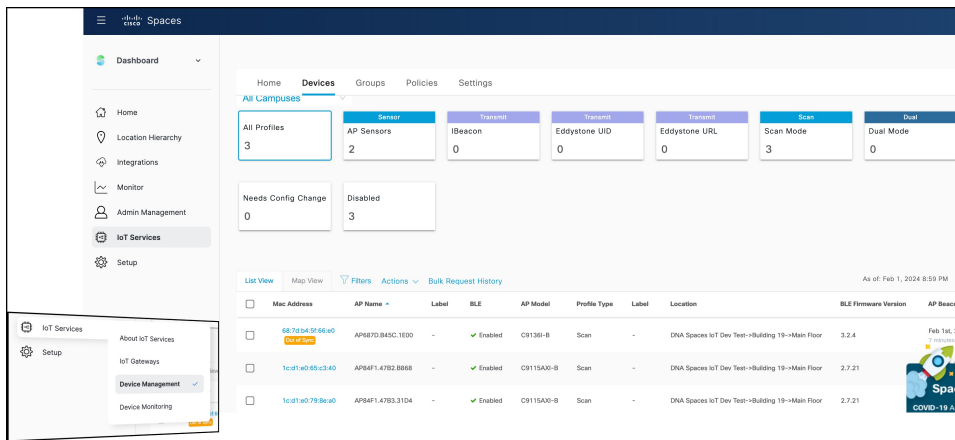 cisco Spaces
Dashboard
Home
Location Hierarchy
Integrations
Monitor
Admin Management
IoT Services
Setup
Home Devices Groups Policies Settings
All Campuses
All Profiles
3
Sensor
AP Sensors
2
Transmit
IBeacon
0
Transmit
Eddystone UID
0
Transmit
Eddystone URL
0
Scan
Scan Mode
3
Dual
Dual Mode
0
Needs Config Change
0
Disabled
3
List View Map View Filters Actions Bulk Request History
As of: Feb 1, 2024 8:59 PM
Mac Address AP Name Label BLE AP Model Profile Type Label Location BLE Firmware Version AP Beaco
68:7d:b4:5f:66:e0 AP687D.B45C.1E00 - Enabled C9136I-B Scan - DNA Spaces IoT Dev Test->Building 19->Main Floor 3.2.4 Feb 1st,
Out of Sync 7 minutes
1c:d1:e0:65:c3:40 AP84F1.47B2.B868 - Enabled C9115AXI-B Scan - DNA Spaces IoT Dev Test->Building 19->Main Floor 2.7.21
1c:d1:e0:79:8e:a0 AP84F1.47B3.31D4 - Enabled C9115AXI-B Scan - DNA Spaces IoT Dev Test->Building 19->Main Floor 2.7.21
Spa
COVID-19 A
IoT Services
Setup
About IoT Services
IoT Gateways
Device Management
Device Monitoring